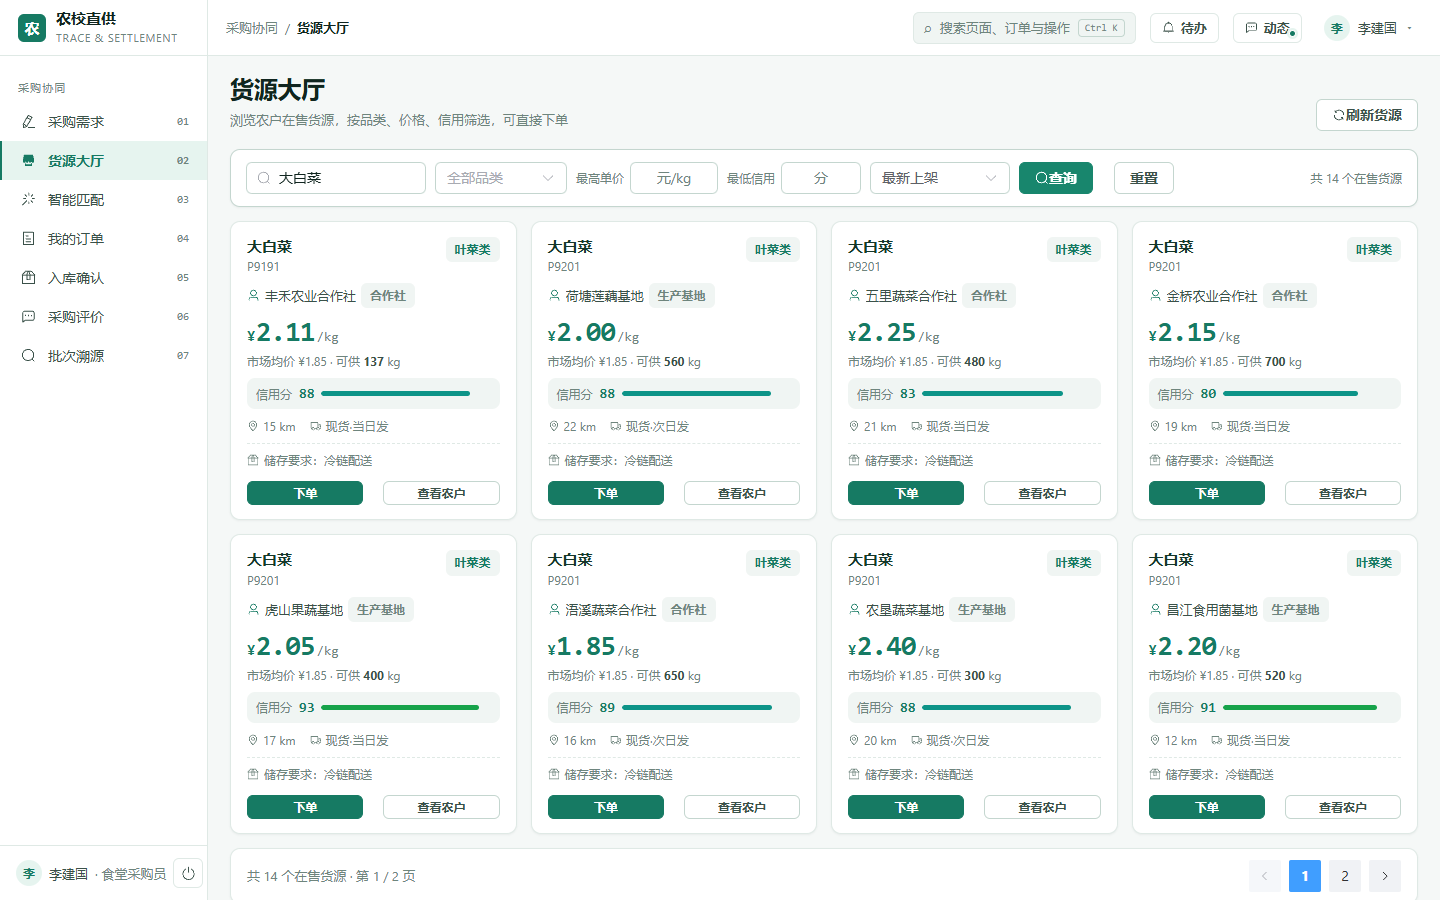 农 农校直供
TRACE & SETTLEMENT
采购协同 / 货源大厅
搜索页面、订单与操作 Ctrl K
待办
动态
李 李建国
采购协同
采购需求 01
货源大厅 02
智能匹配 03
我的订单 04
入库确认 05
采购评价 06
批次溯源 07
李 李建国 · 食堂采购员
货源大厅
浏览农户在售货源，按品类、价格、信用筛选，可直接下单
刷新货源
大白菜 全部品类 最高单价 元/kg 最低信用 分 最新上架 查询 重置 共 14 个在售货源
大白菜 叶菜类
P9191
丰禾农业合作社 合作社
¥2.11/kg
市场均价 ¥1.85 · 可供 137 kg
信用分 88
15 km 现货·当日发
储存要求：冷链配送
下单 查看农户
大白菜 叶菜类
P9201
荷塘莲藕基地 生产基地
¥2.00/kg
市场均价 ¥1.85 · 可供 560 kg
信用分 88
22 km 现货·次日发
储存要求：冷链配送
下单 查看农户
大白菜 叶菜类
P9201
五里蔬菜合作社 合作社
¥2.25/kg
市场均价 ¥1.85 · 可供 480 kg
信用分 83
21 km 现货·当日发
储存要求：冷链配送
下单 查看农户
大白菜 叶菜类
P9201
金桥农业合作社 合作社
¥2.15/kg
市场均价 ¥1.85 · 可供 700 kg
信用分 80
19 km 现货·当日发
储存要求：冷链配送
下单 查看农户
大白菜 叶菜类
P9201
虎山果蔬基地 生产基地
¥2.05/kg
市场均价 ¥1.85 · 可供 400 kg
信用分 93
17 km 现货·当日发
储存要求：冷链配送
下单 查看农户
大白菜 叶菜类
P9201
浯溪蔬菜合作社 合作社
¥1.85/kg
市场均价 ¥1.85 · 可供 650 kg
信用分 89
16 km 现货·次日发
储存要求：冷链配送
下单 查看农户
大白菜 叶菜类
P9201
农垦蔬菜基地 生产基地
¥2.40/kg
市场均价 ¥1.85 · 可供 300 kg
信用分 88
20 km 现货·次日发
储存要求：冷链配送
下单 查看农户
大白菜 叶菜类
P9201
昌江食用菌基地 生产基地
¥2.20/kg
市场均价 ¥1.85 · 可供 520 kg
信用分 91
12 km 现货·当日发
储存要求：冷链配送
下单 查看农户
共 14 个在售货源 · 第 1 / 2 页
1 2